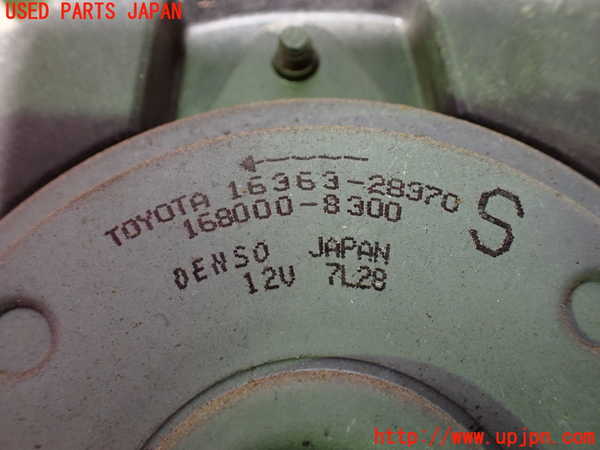 USED PARTS JAPAN
TOYOTA 16363-28370
168000-8300
S
DENSO JAPAN
12V 7L28
http://www.upjpn.com/